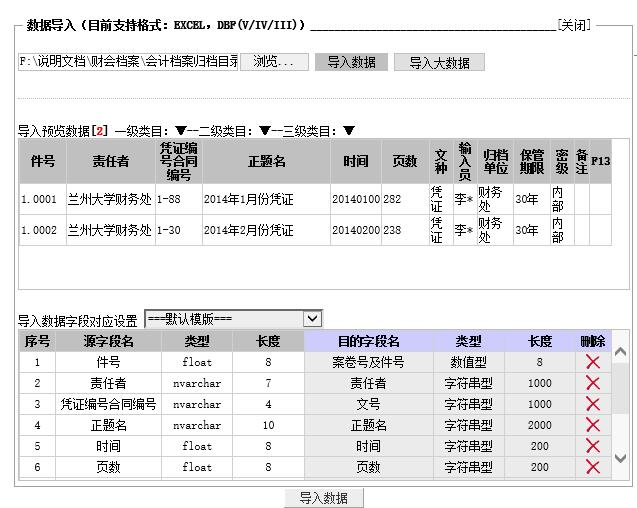 数据导入（目前支持格式：EXCEL，DBF(V/IV/III)）[关闭]
F:\说明文档\财会档案\会计档案归档目录 浏览... 导入数据 导入大数据
导入预览数据[2] 一级类目：▼--二级类目：▼--三级类目：▼
件号 责任者 凭证编号合同编号 正题名 时间 页数 文种 输入员 归档单位 保管期限 密级 备注 F13
1.0001 兰州大学财务处 1-88 2014年1月份凭证 20140100 282 凭证 李* 财务处 30年 内部
1.0002 兰州大学财务处 1-30 2014年2月份凭证 20140200 238 凭证 李* 财务处 30年 内部
导入数据字段对应设置 ===默认模版===
序号 源字段名 类型 长度 目的字段名 类型 长度 删除
1 件号 float 8 案卷号及件号 数值型 8
2 责任者 nvarchar 7 责任者 字符串型 1000
3 凭证编号合同编号 nvarchar 4 文号 字符串型 1000
4 正题名 nvarchar 10 正题名 字符串型 2000
5 时间 float 8 时间 字符串型 200
6 页数 float 8 页数 字符串型 200
导入数据